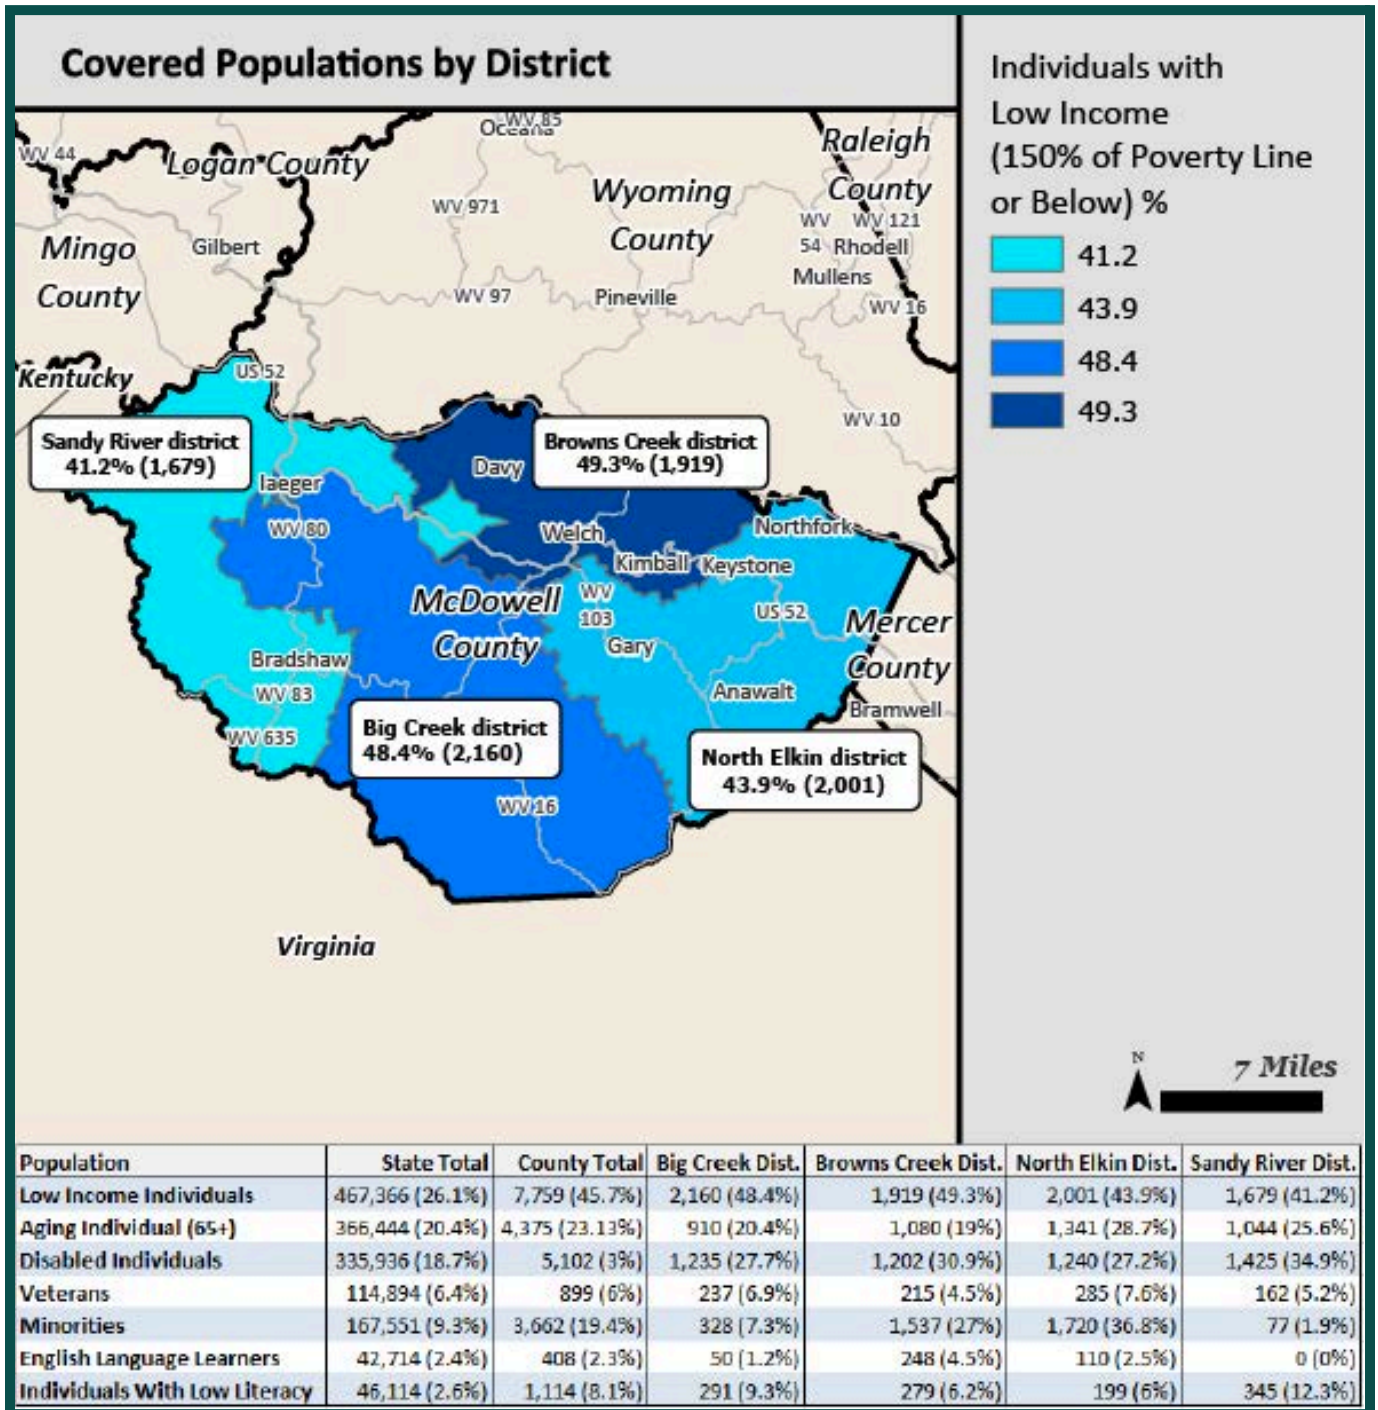 Covered Populations by District
Individuals with
Low Income
(150% of Poverty Line
or Below) %
41.2
43.9
48.4
49.3
WV 44
Logan County
Oceana
WV 85
Raleigh
County
Wyoming
County
WV 971
WV
54
WV 121
Rhodell
Mullens
Mingo
County
Gilbert
WV 97
Pineville
WV 16
Kentucky
US 52
WV 10
Sandy River district
41.2% (1,679)
Browns Creek district
49.3% (1,919)
Davy
Iaeger
WV 80
Welch
Northfork
Kimball
Keystone
McDowell
County
WV
103
US 52
Mercer
County
Gary
Bradshaw
WV 83
Anawalt
Bramwell
WV 635
Big Creek district
48.4% (2,160)
North Elkin district
43.9% (2,001)
WV 16
Virginia
N
7 Miles
Population State Total County Total Big Creek Dist. Browns Creek Dist. North Elkin Dist. Sandy River Dist.
Low Income Individuals 467,366 (26.1%) 7,759 (45.7%) 2,160 (48.4%) 1,919 (49.3%) 2,001 (43.9%) 1,679 (41.2%)
Aging Individual (65+) 366,444 (20.4%) 4,375 (23.13%) 910 (20.4%) 1,080 (19%) 1,341 (28.7%) 1,044 (25.6%)
Disabled Individuals 335,936 (18.7%) 5,102 (3%) 1,235 (27.7%) 1,202 (30.9%) 1,240 (27.2%) 1,425 (34.9%)
Veterans 114,894 (6.4%) 899 (6%) 237 (6.9%) 215 (4.5%) 285 (7.6%) 162 (5.2%)
Minorities 167,551 (9.3%) 3,662 (19.4%) 328 (7.3%) 1,537 (27%) 1,720 (36.8%) 77 (1.9%)
English Language Learners 42,714 (2.4%) 408 (2.3%) 50 (1.2%) 248 (4.5%) 110 (2.5%) 0 (0%)
Individuals With Low Literacy 46,114 (2.6%) 1,114 (8.1%) 291 (9.3%) 279 (6.2%) 199 (6%) 345 (12.3%)